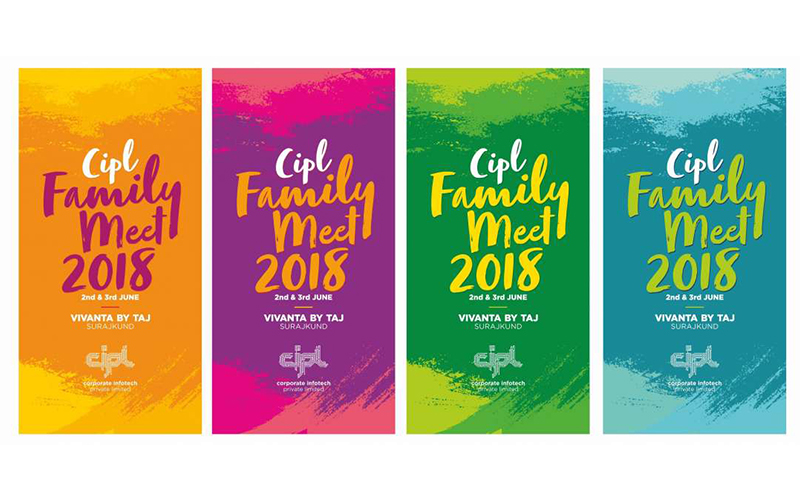 Cipl
Family
Meet
2018
2nd & 3rd JUNE
VIVANTA BY TAJ
SURAJKUND
cipl
corporate infotech
private limited
Cipl
Family
Meet
2018
2nd & 3rd JUNE
VIVANTA BY TAJ
SURAJKUND
cipl
corporate infotech
private limited
Cipl
Family
Meet
2018
2nd & 3rd JUNE
VIVANTA BY TAJ
SURAJKUND
cipl
corporate infotech
private limited
Cipl
Family
Meet
2018
2nd & 3rd JUNE
VIVANTA BY TAJ
SURAJKUND
cipl
corporate infotech
private limited